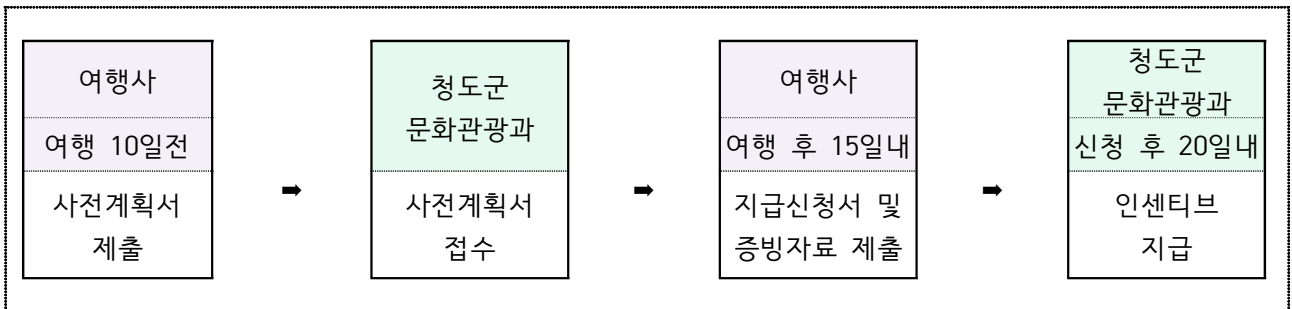 여행사
여행 10일전
사전계획서
제출
➡
청도군
문화관광과
사전계획서
접수
➡
여행사
여행 후 15일내
지급신청서 및
증빙자료 제출
➡
청도군
문화관광과
신청 후 20일내
인센티브
지급